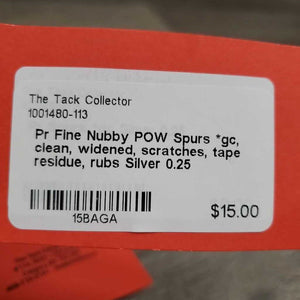 The Tack Collector
1001480-113
Pr Fine Nubby POW Spurs *gc,
clean, widened, scratches, tape
residue, rubs Silver 0.25
15BAGA
$15.00